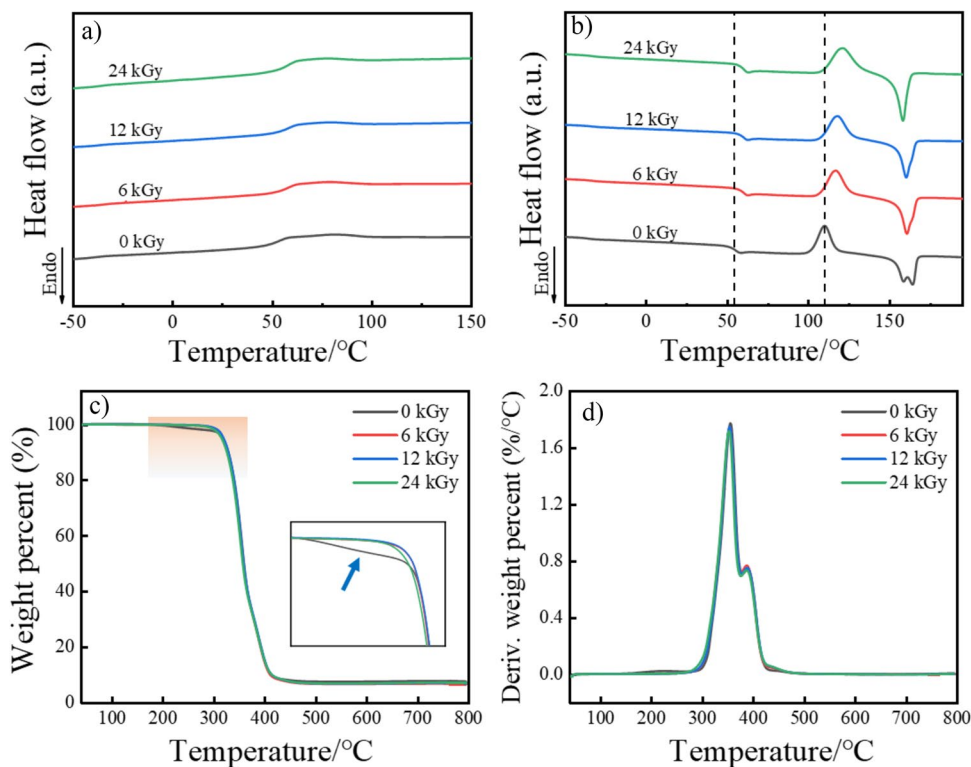 a)
24 kGy
12 kGy
6 kGy
0 kGy
Heat flow (a.u.)
Endo
-50 0 50 100 150
Temperature/°C
b)
24 kGy
12 kGy
6 kGy
0 kGy
Heat flow (a.u.)
Endo
-50 0 50 100 150
Temperature/°C
c)
0 kGy
6 kGy
12 kGy
24 kGy
Weight percent (%)
100
80
60
40
20
0
100 200 300 400 500 600 700 800
Temperature/°C
d)
0 kGy
6 kGy
12 kGy
24 kGy
Deriv. weight percent (%/°C)
2.0
1.6
1.2
0.8
0.4
0.0
100 200 300 400 500 600 700 800
Temperature/°C